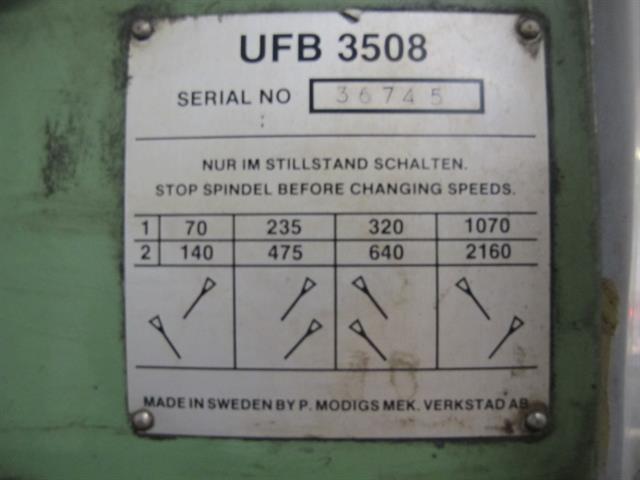 UFB 3508
SERIAL NO 36745
:
NUR IM STILLSTAND SCHALTEN.
STOP SPINDEL BEFORE CHANGING SPEEDS.
1 70 235 320 1070
2 140 475 640 2160
MADE IN SWEDEN BY P. MODIGS MEK. VERKSTAD AB